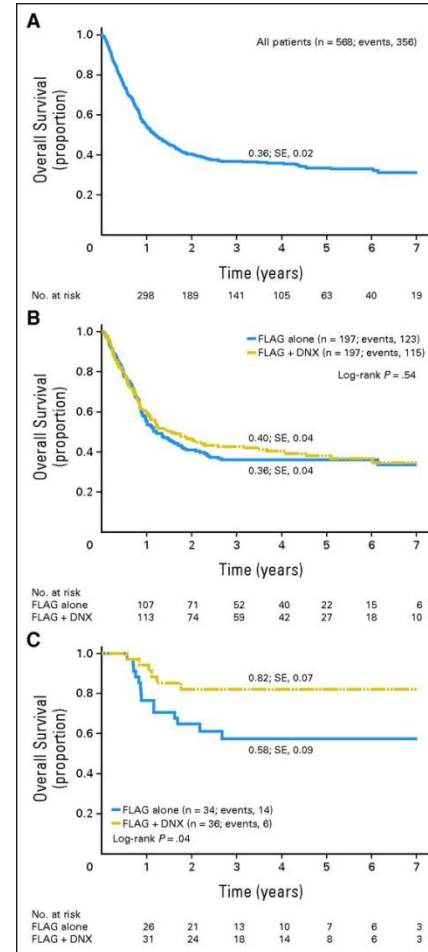 A
All patients (n = 568; events, 356)
Overall Survival
(proportion)
1.0
0.8
0.6
0.4
0.2
0.36; SE, 0.02
0 1 2 3 4 5 6 7
Time (years)
No. at risk 298 189 141 105 63 40 19
B
FLAG alone (n = 197; events, 123)
FLAG + DNX (n = 197; events, 115)
Log-rank P = .54
Overall Survival
(proportion)
1.0
0.8
0.6
0.4
0.2
0.40; SE, 0.04
0.36; SE, 0.04
0 1 2 3 4 5 6 7
Time (years)
No. at risk
FLAG alone 107 71 52 40 22 15 6
FLAG + DNX 113 74 59 42 27 18 10
C
Overall Survival
(proportion)
1.0
0.8
0.6
0.4
0.2
0.82; SE, 0.07
0.58; SE, 0.09
FLAG alone (n = 34; events, 14)
FLAG + DNX (n = 36; events, 6)
Log-rank P = .04
0 1 2 3 4 5 6 7
Time (years)
No. at risk
FLAG alone 26 21 13 10 7 6 3
FLAG + DNX 31 24 18 14 8 6 3